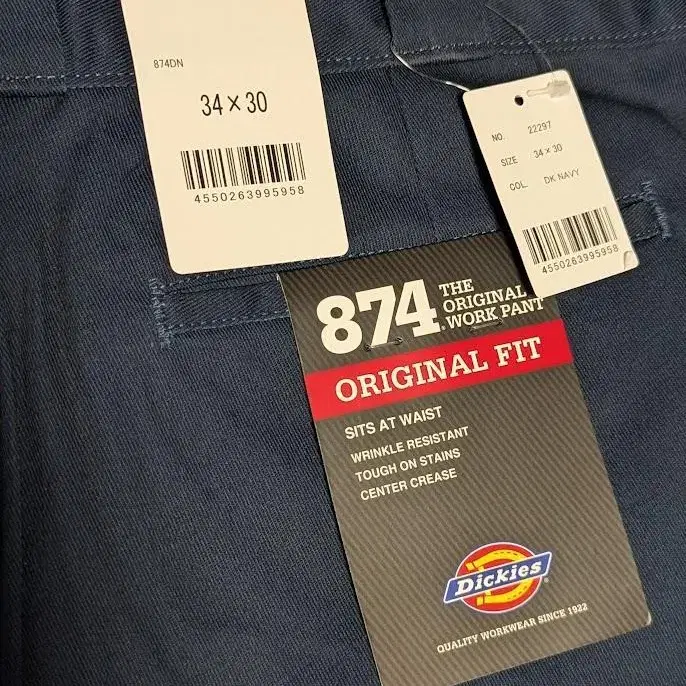 874DN
34 × 30
4550263995958
NO. 22297
SIZE 34 × 30
COL. DK NAVY
4550263995958
874 THE
ORIGINAL
WORK PANT
ORIGINAL FIT
SITS AT WAIST
WRINKLE RESISTANT
TOUGH ON STAINS
CENTER CREASE
Dickies
QUALITY WORKWEAR SINCE 1922